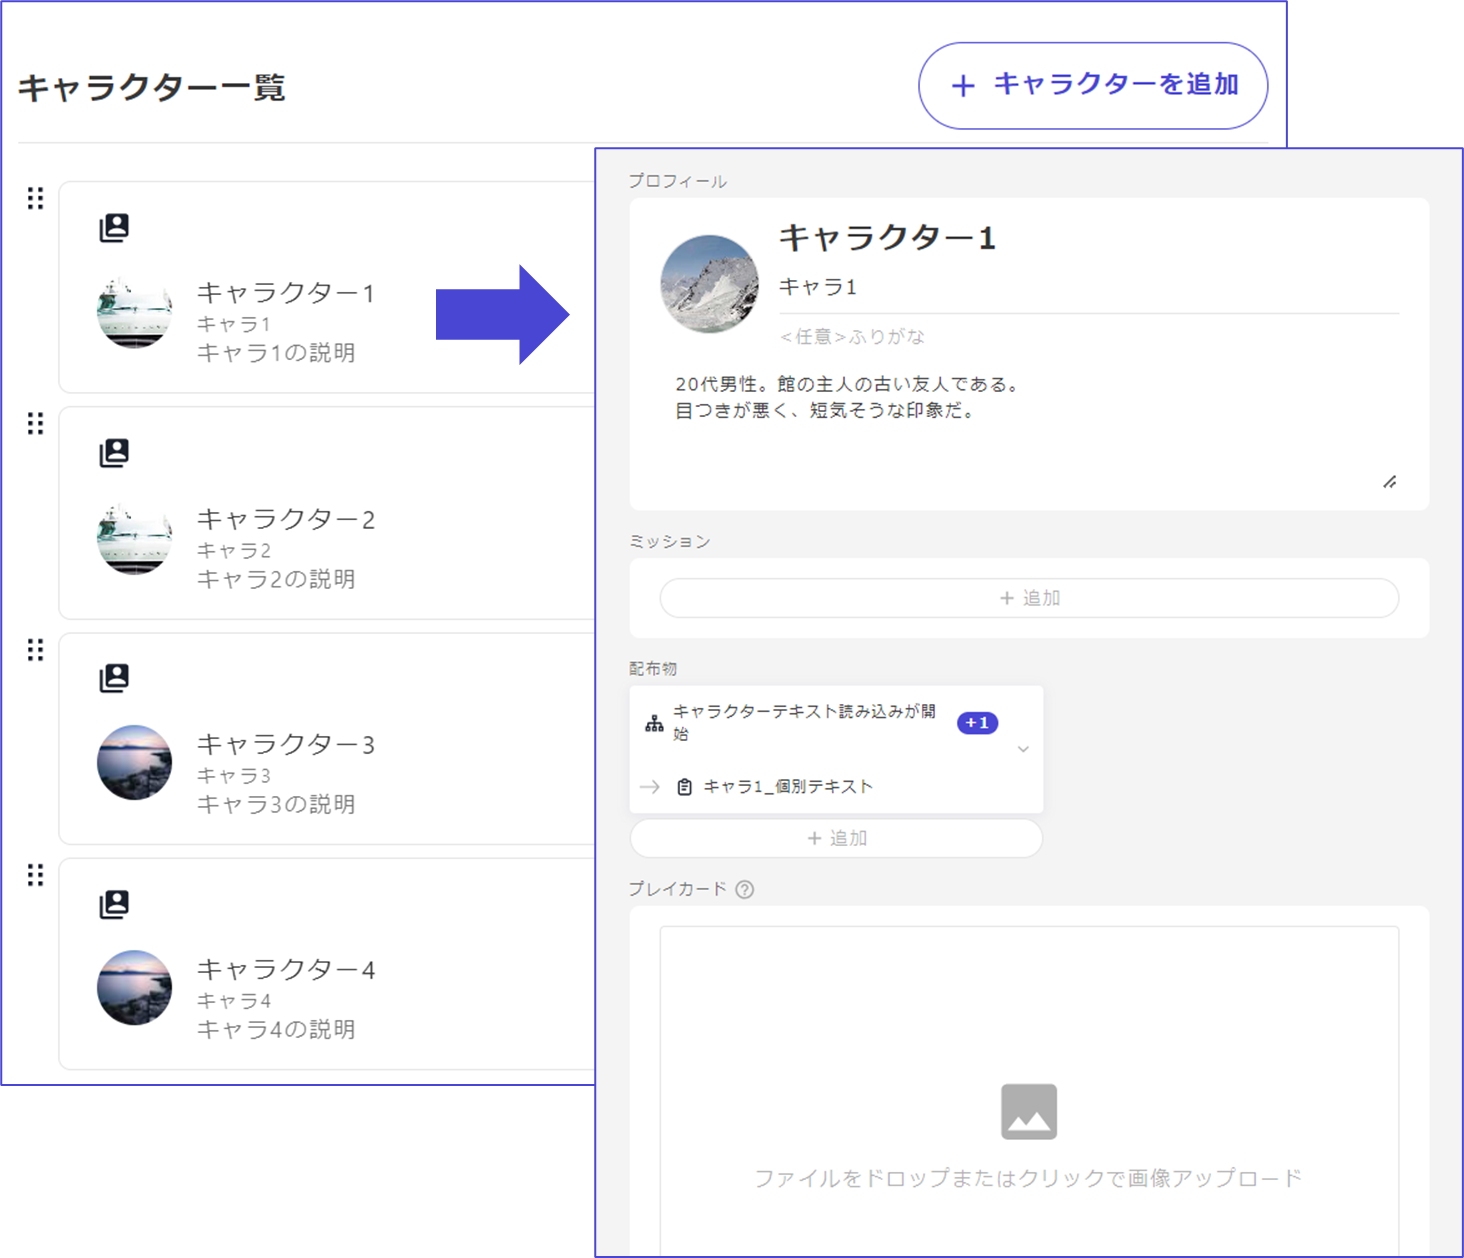 キャラクター一覧
＋ キャラクターを追加
キャラクター1
キャラ1
キャラ1の説明
キャラクター2
キャラ2
キャラ2の説明
キャラクター3
キャラ3
キャラ3の説明
キャラクター4
キャラ4
キャラ4の説明
プロフィール
キャラクター1
キャラ1
<任意>ふりがな
20代男性。館の主人の古い友人である。
目つきが悪く、短気そうな印象だ。
ミッション
＋ 追加
配布物
キャラクターテキスト読み込みが開
始
+1
キャラ1_個別テキスト
＋ 追加
プレイカード ?
ファイルをドロップまたはクリックで画像アップロード